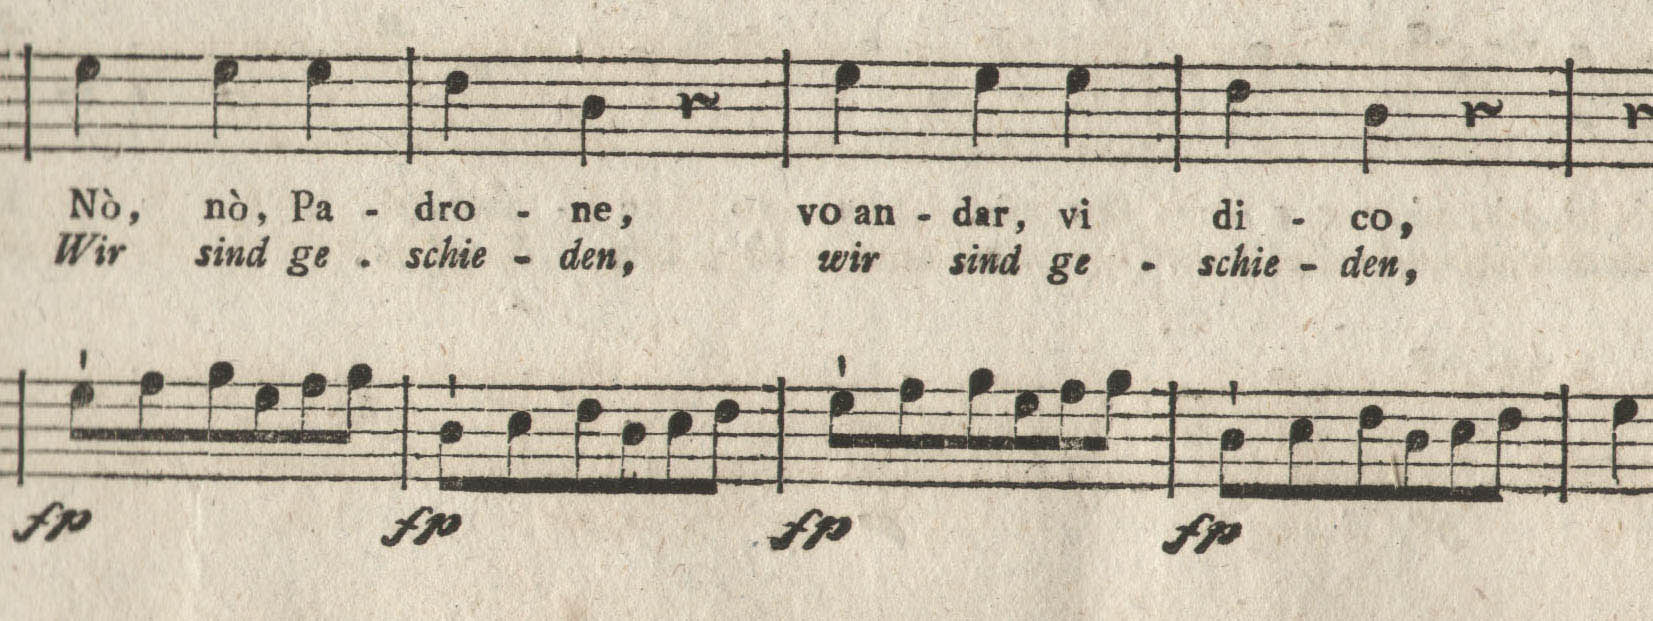 Nò, nò, Pa - dro - ne, vo an - dar, vi di - co,
Wir sind ge - schie - den, wir sind ge - schie - den,
fp fp fp fp